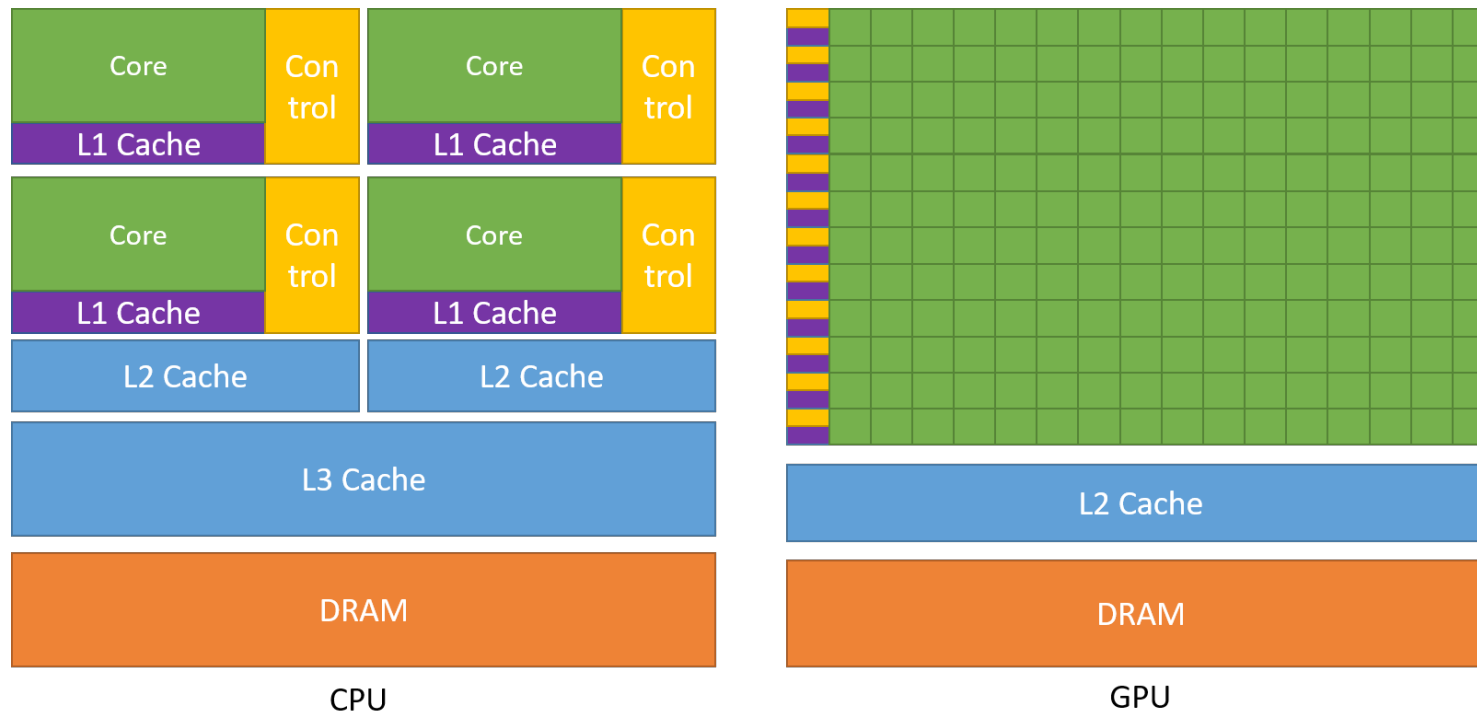 Core
Con
trol
Core
Con
trol
L1 Cache
L1 Cache
Core
Con
trol
Core
Con
trol
L1 Cache
L1 Cache
L2 Cache
L2 Cache
L3 Cache
DRAM
CPU
L2 Cache
DRAM
GPU